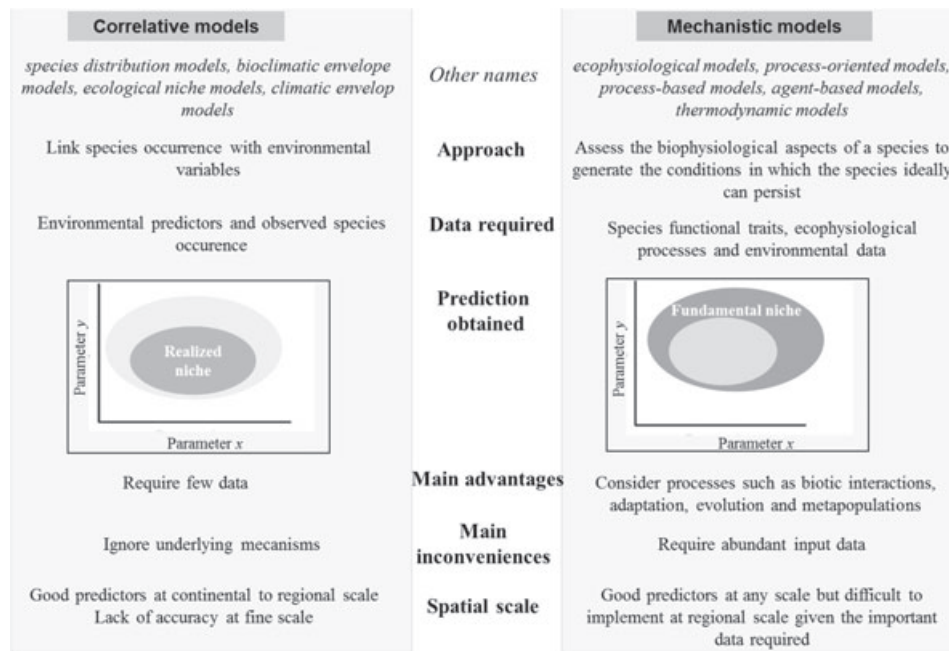 Correlative models
Mechanistic models
species distribution models, bioclimatic envelope
models, ecological niche models, climatic envelop
models
Other names
ecophysiological models, process-oriented models,
process-based models, agent-based models,
thermodynamic models
Link species occurrence with environmental
variables
Approach
Assess the biophysiological aspects of a species to
generate the conditions in which the species ideally
can persist
Environmental predictors and observed species
occurence
Data required
Species functional traits, ecophysiological
processes and environmental data
Parameter y
Realized
niche
Parameter x
Prediction
obtained
Parameter y
Fundamental niche
Parameter x
Require few data
Main advantages
Consider processes such as biotic interactions,
adaptation, evolution and metapopulations
Ignore underlying mecanisms
Main
inconveniences
Require abundant input data
Good predictors at continental to regional scale
Lack of accuracy at fine scale
Spatial scale
Good predictors at any scale but difficult to
implement at regional scale given the important
data required